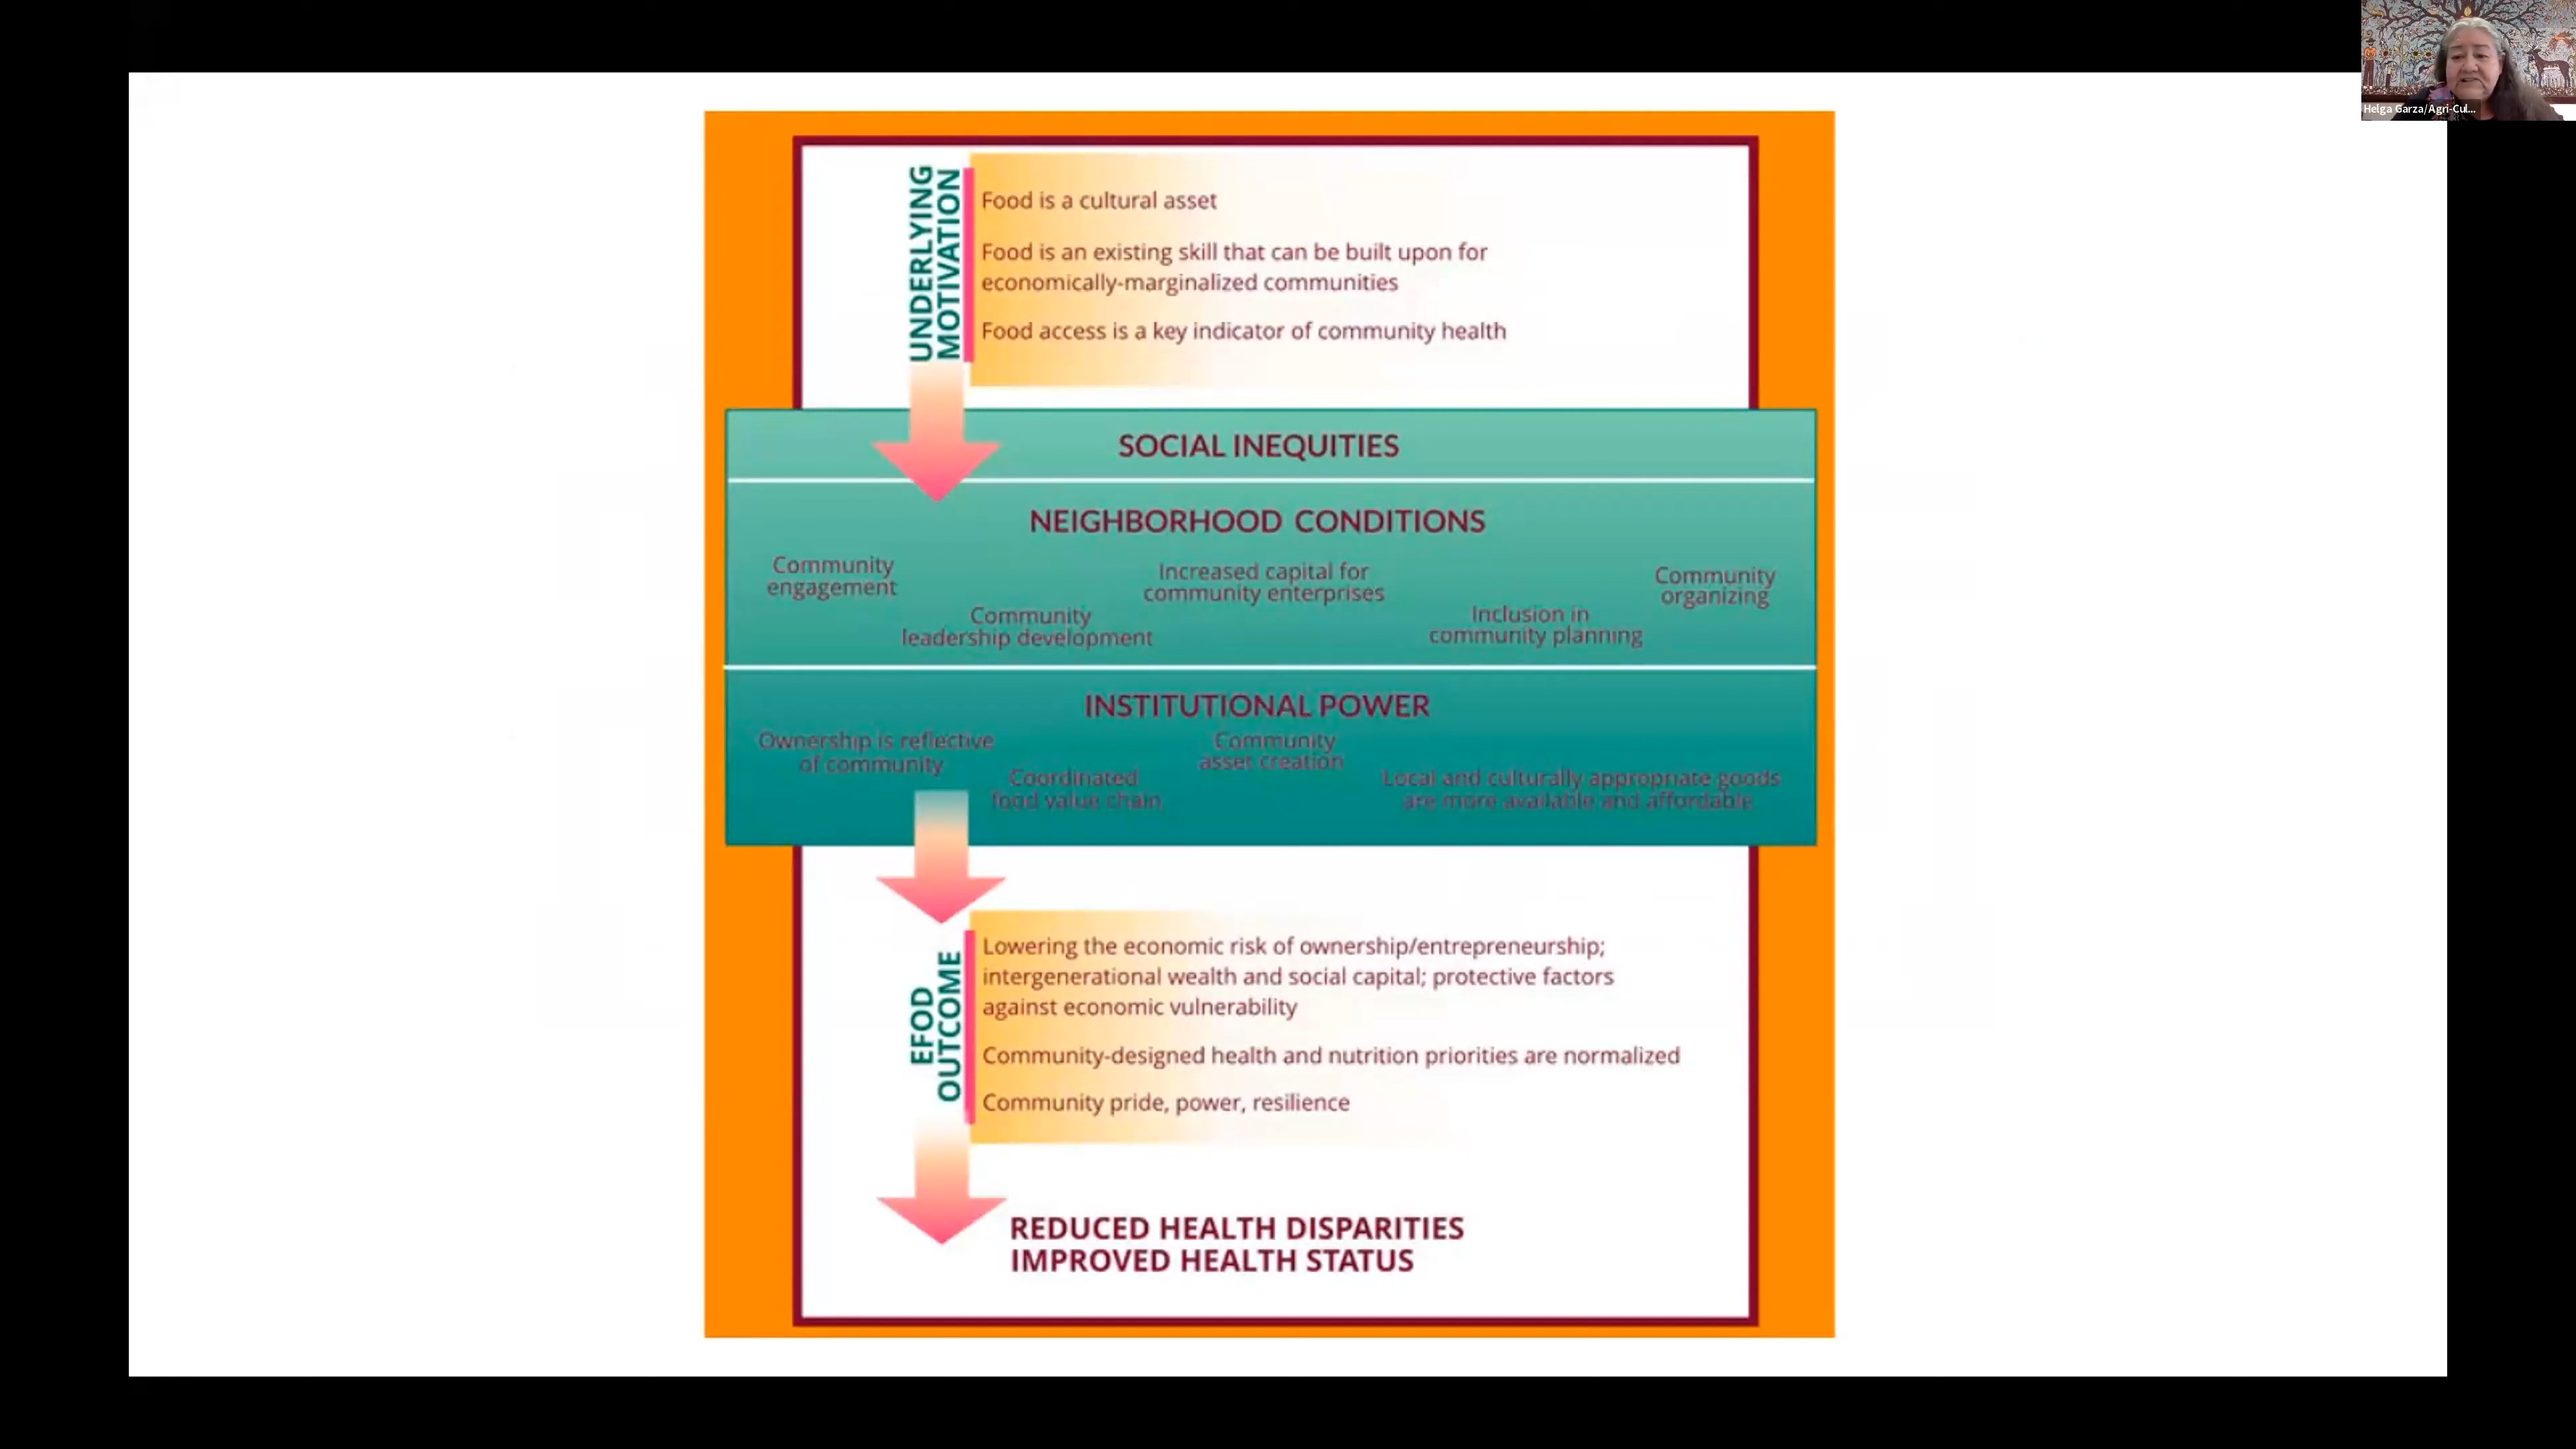 Helga Garza/Agri-Cul...
UNDERLYING
MOTIVATION
Food is a cultural asset
Food is an existing skill that can be built upon for
economically-marginalized communities
Food access is a key indicator of community health
SOCIAL INEQUITIES
NEIGHBORHOOD CONDITIONS
Community
engagement
Community
leadership development
Increased capital for
community enterprises
Inclusion in
community planning
Community
organizing
INSTITUTIONAL POWER
Ownership is reflective
of community
Coordinated
food value chain
Community
asset creation
Local and culturally appropriate goods
are more available and affordable
EFOD
OUTCOME
Lowering the economic risk of ownership/entrepreneurship;
intergenerational wealth and social capital; protective factors
against economic vulnerability
Community-designed health and nutrition priorities are normalized
Community pride, power, resilience
REDUCED HEALTH DISPARITIES
IMPROVED HEALTH STATUS